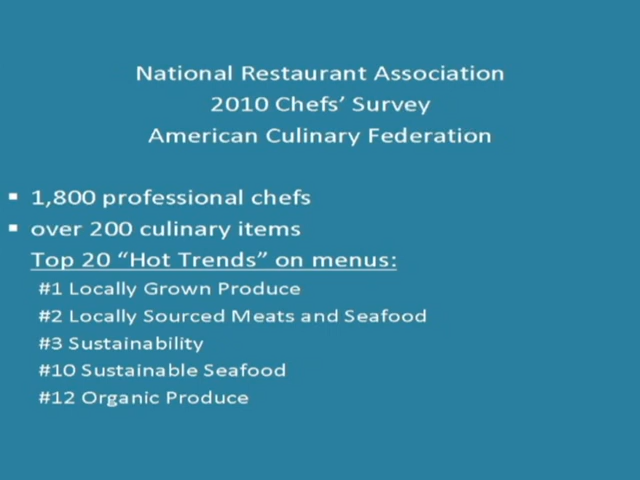 National Restaurant Association
2010 Chefs’ Survey
American Culinary Federation
▪ 1,800 professional chefs
▪ over 200 culinary items
Top 20 “Hot Trends” on menus:
#1 Locally Grown Produce
#2 Locally Sourced Meats and Seafood
#3 Sustainability
#10 Sustainable Seafood
#12 Organic Produce